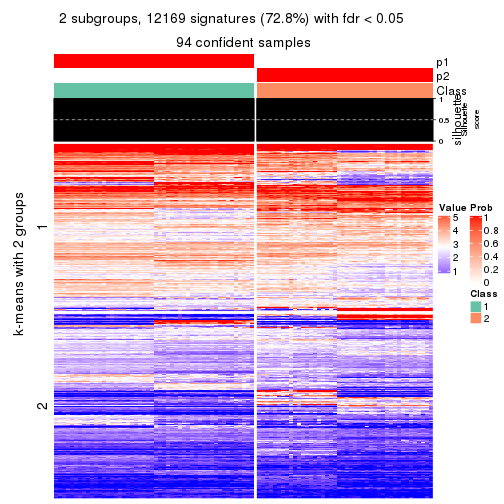 2 subgroups, 12169 signatures (72.8%) with fdr < 0.05
94 confident samples
p1
p2
Class
1
0.5
0
silhouette
Silhouette
score
k-means with 2 groups
1
2
Value
5
4
3
2
1
Prob
1
0.8
0.6
0.4
0.2
0
Class
1
2